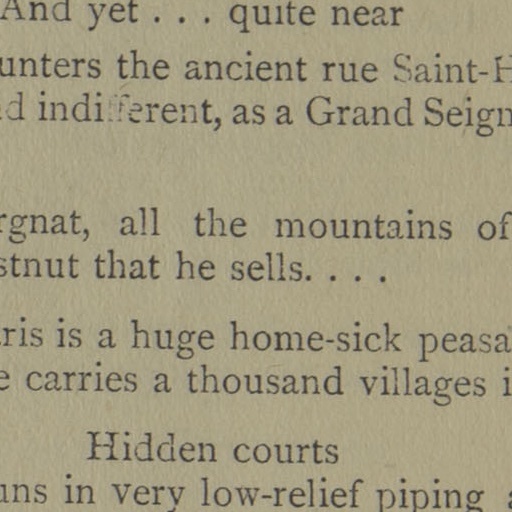 And yet . . . quite near
unters the ancient rue Saint-H
d indifferent, as a Grand Seign
rgnat, all the mountains of
stnut that he sells. . . .
ris is a huge home-sick peasa
e carries a thousand villages i
Hidden courts
uns in very low-relief piping a